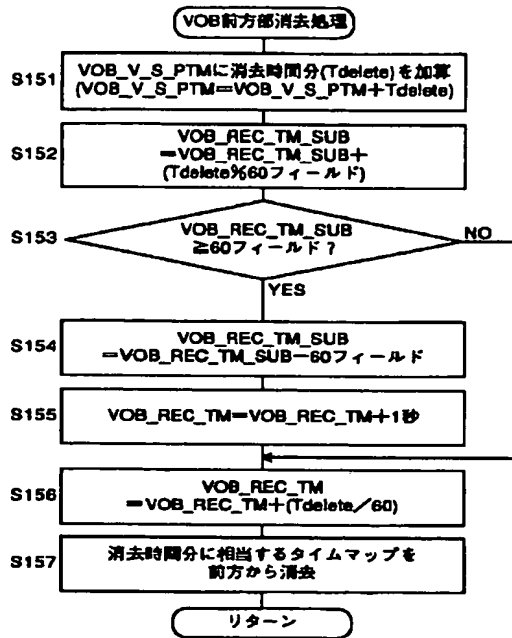 VOB前方部消去処理
S151
VOB_V_S_PTMに消去時間分(Tdelete)を加算
(VOB_V_S_PTM=VOB_V_S_PTM+Tdelete)
S152
VOB_REC_TM_SUB
=VOB_REC_TM_SUB+
(Tdelete%60フィールド)
S153
VOB_REC_TM_SUB
≧60フィールド?
NO
YES
S154
VOB_REC_TM_SUB
=VOB_REC_TM_SUB-60フィールド
S155
VOB_REC_TM=VOB_REC_TM+1秒
S156
VOB_REC_TM
=VOB_REC_TM+(Tdelete/60)
S157
消去時間分に相当するタイムマップを
前方から消去
リターン